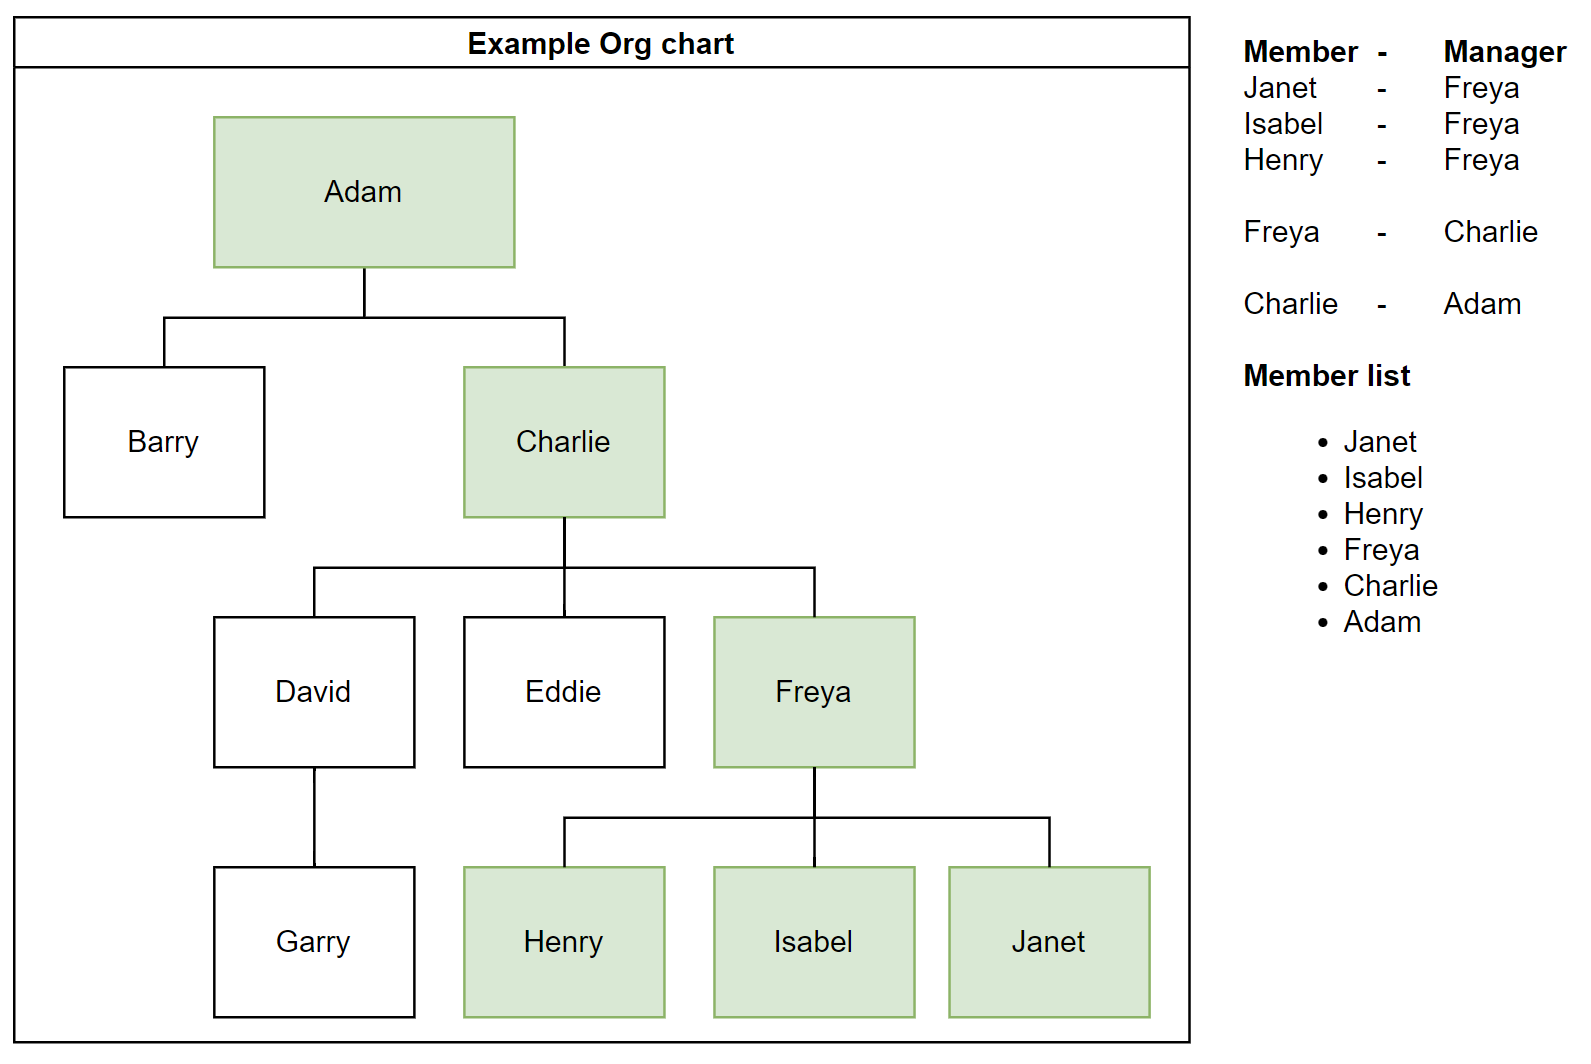 Example Org chart
Adam
Barry
Charlie
David
Eddie
Freya
Garry
Henry
Isabel
Janet
Member - Manager
Janet - Freya
Isabel - Freya
Henry - Freya
Freya - Charlie
Charlie - Adam
Member list
• Janet
• Isabel
• Henry
• Freya
• Charlie
• Adam